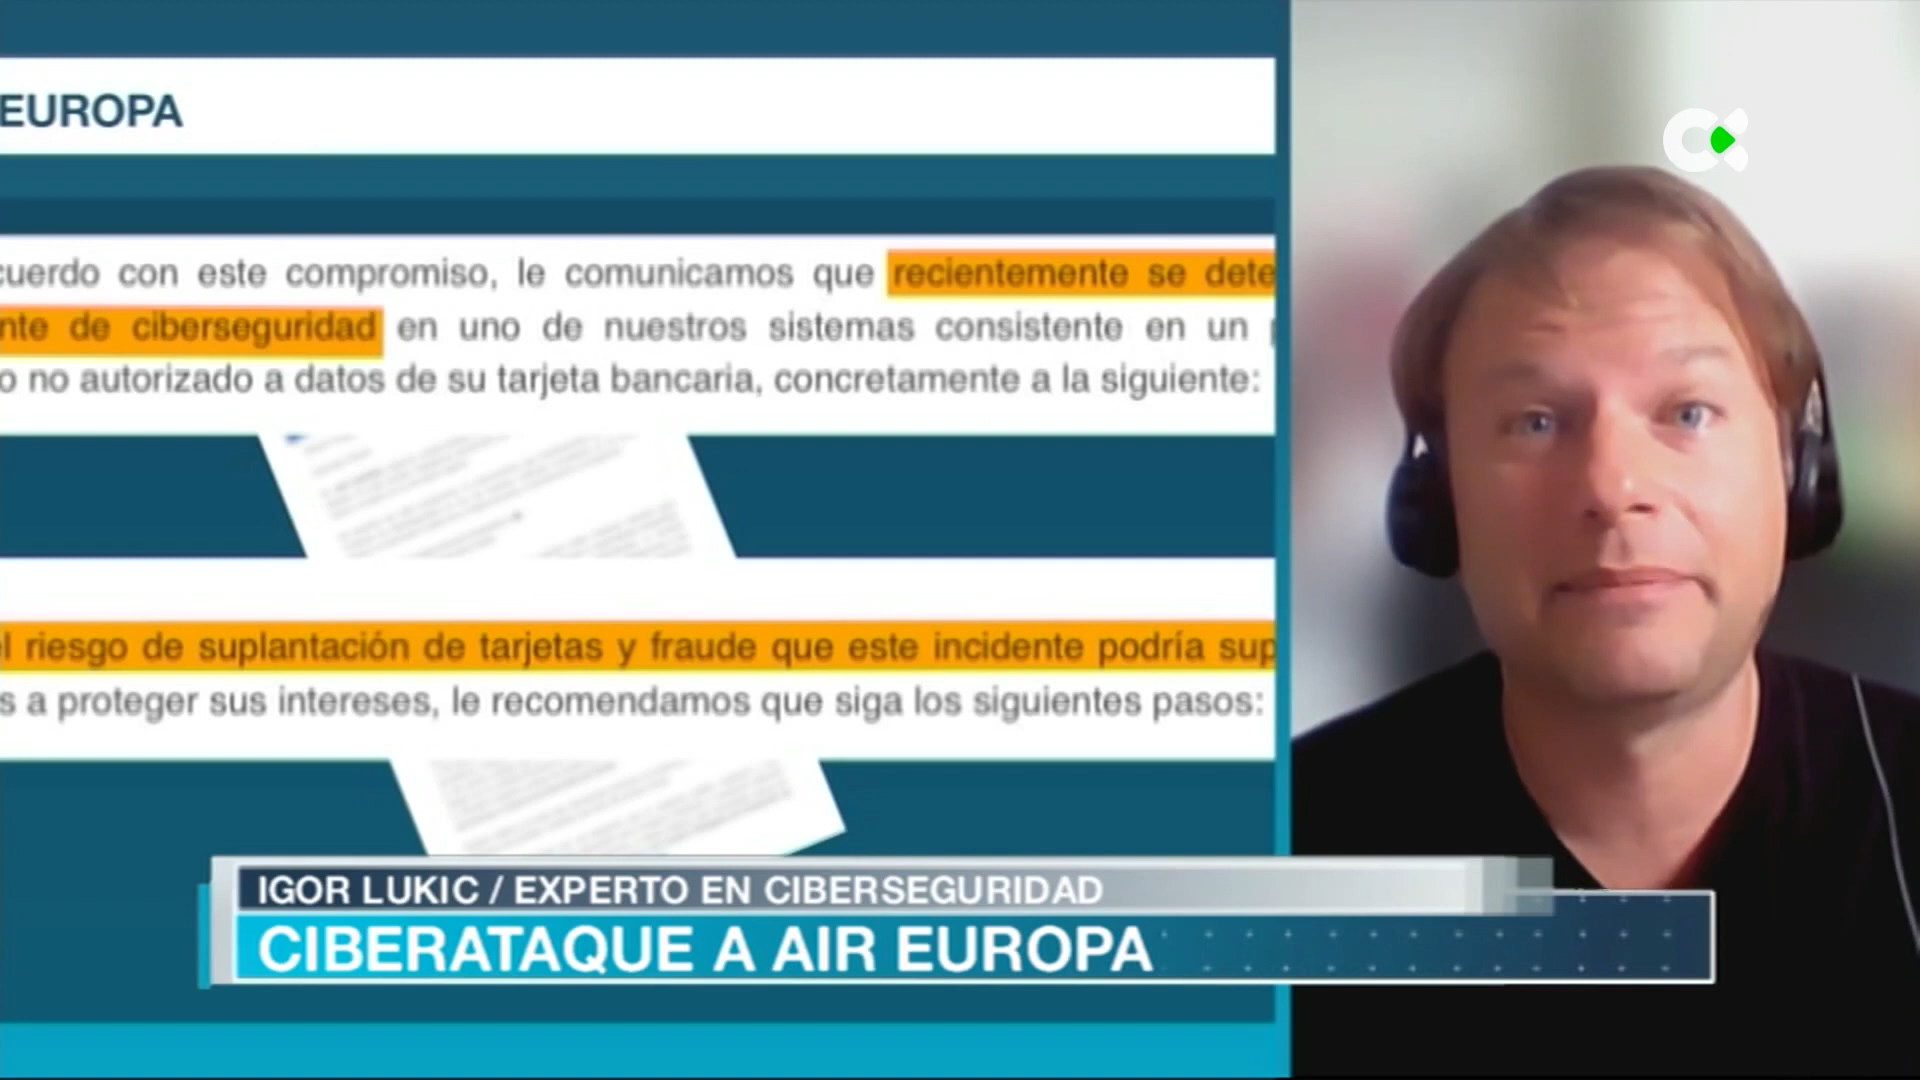 EUROPA
cuerdo con este compromiso, le comunicamos que recientemente se dete
nte de ciberseguridad en uno de nuestros sistemas consistente en un
o no autorizado a datos de su tarjeta bancaria, concretamente a la siguiente:
el riesgo de suplantación de tarjetas y fraude que este incidente podría sup
s a proteger sus intereses, le recomendamos que siga los siguientes pasos:
IGOR LUKIC / EXPERTO EN CIBERSEGURIDAD
CIBERATAQUE A AIR EUROPA